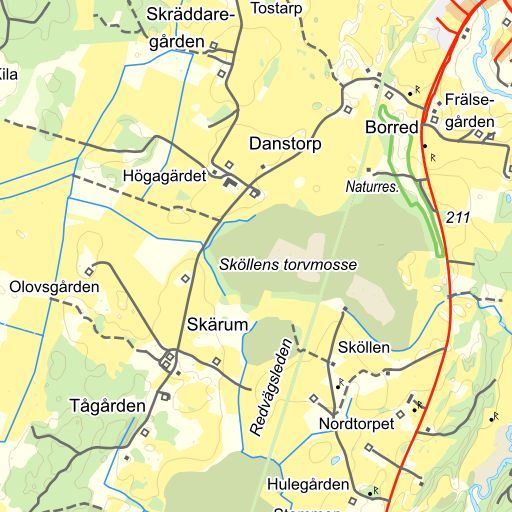 Tostarp
Skräddare-
gården
Kila
Frälse-
gården
Borred
Danstorp
Högagärdet
Naturres.
211
Sköllens torvmosse
Olovsgården
Skärum
Sköllen
Redvägsleden
Tågården
Nordtorpet
Hulegården
R
R
R
R
R
R